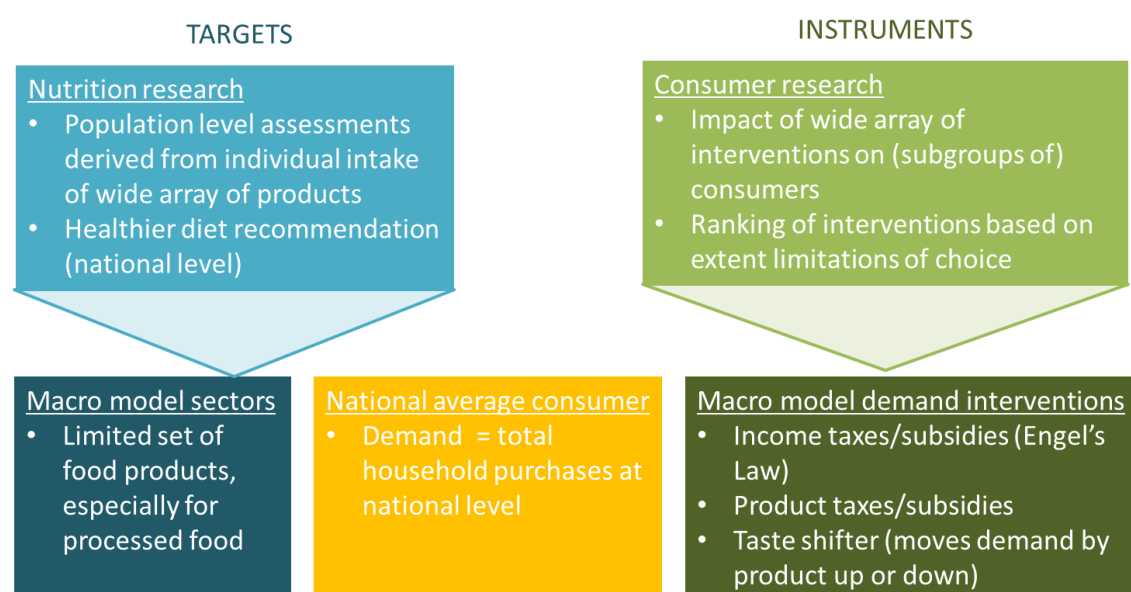 TARGETS
INSTRUMENTS
Nutrition research
• Population level assessments
derived from individual intake
of wide array of products
• Healthier diet recommendation
(national level)
Consumer research
• Impact of wide array of
interventions on (subgroups of)
consumers
• Ranking of interventions based on
extent limitations of choice
Macro model sectors
• Limited set of
food products,
especially for
processed food
National average consumer
• Demand = total
household purchases at
national level
Macro model demand interventions
• Income taxes/subsidies (Engel's
Law)
• Product taxes/subsidies
• Taste shifter (moves demand by
product up or down)